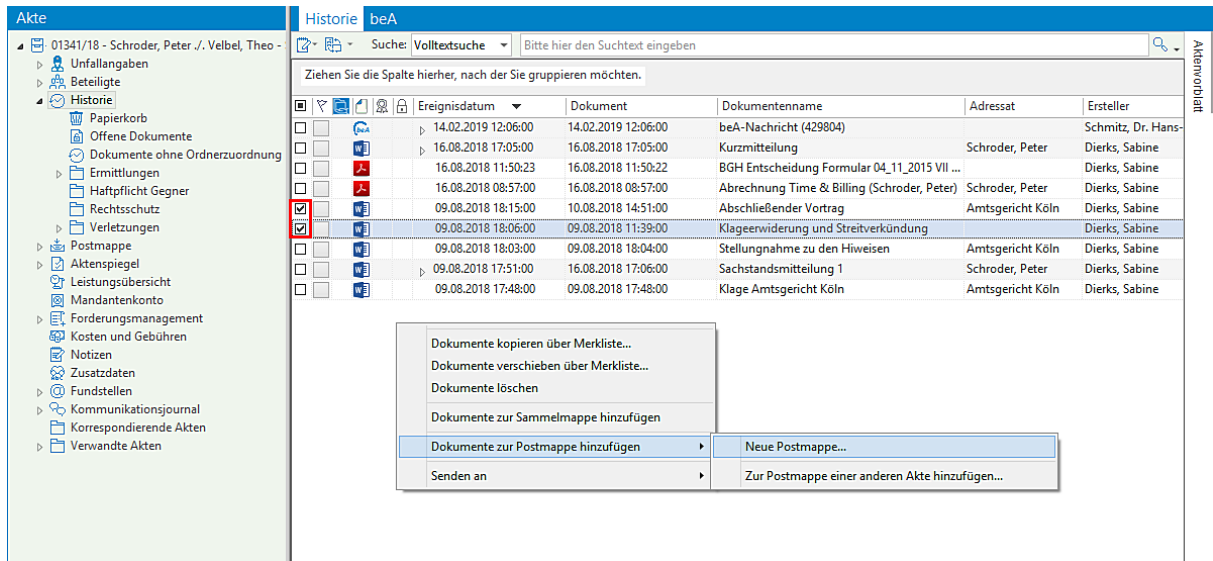 Akte
01341/18 - Schroder, Peter ./. Velbel, Theo -
Unfallangaben
Beteiligte
Historie
Papierkorb
Offene Dokumente
Dokumente ohne Ordnerzuordnung
Ermittlungen
Haftpflicht Gegner
Rechtsschutz
Verletzungen
Postmappe
Aktenspiegel
Leistungsübersicht
Mandantenkonto
Forderungsmanagement
Kosten und Gebühren
Notizen
Zusatzdaten
Fundstellen
Kommunikationsjournal
Korrespondierende Akten
Verwandte Akten
Historie beA
Suche: Volltextsuche Bitte hier den Suchtext eingeben
Ziehen Sie die Spalte hierher, nach der Sie gruppieren möchten.
Ereignisdatum Dokument Dokumentenname Adressat Ersteller
beA 14.02.2019 12:06:00 14.02.2019 12:06:00 beA-Nachricht (429804) Schmitz, Dr. Hans-
16.08.2018 17:05:00 16.08.2018 17:05:00 Kurzmitteilung Schroder, Peter Dierks, Sabine
16.08.2018 11:50:23 16.08.2018 11:50:22 BGH Entscheidung Formular 04_11_2015 VII ... Dierks, Sabine
16.08.2018 08:57:00 16.08.2018 08:57:00 Abrechnung Time & Billing (Schroder, Peter) Schroder, Peter Dierks, Sabine
09.08.2018 18:15:00 10.08.2018 14:51:00 Abschließender Vortrag Amtsgericht Köln Dierks, Sabine
09.08.2018 18:06:00 09.08.2018 11:39:00 Klageerwiderung und Streitverkündung Dierks, Sabine
09.08.2018 18:03:00 09.08.2018 18:04:00 Stellungnahme zu den Hiweisen Amtsgericht Köln Dierks, Sabine
09.08.2018 17:51:00 16.08.2018 17:06:00 Sachstandsmitteilung 1 Schroder, Peter Dierks, Sabine
09.08.2018 17:48:00 09.08.2018 17:48:00 Klage Amtsgericht Köln Amtsgericht Köln Dierks, Sabine
Dokumente kopieren über Merkliste...
Dokumente verschieben über Merkliste...
Dokumente löschen
Dokumente zur Sammelmappe hinzufügen
Dokumente zur Postmappe hinzufügen
Senden an
Neue Postmappe...
Zur Postmappe einer anderen Akte hinzufügen...
Aktenvorblatt